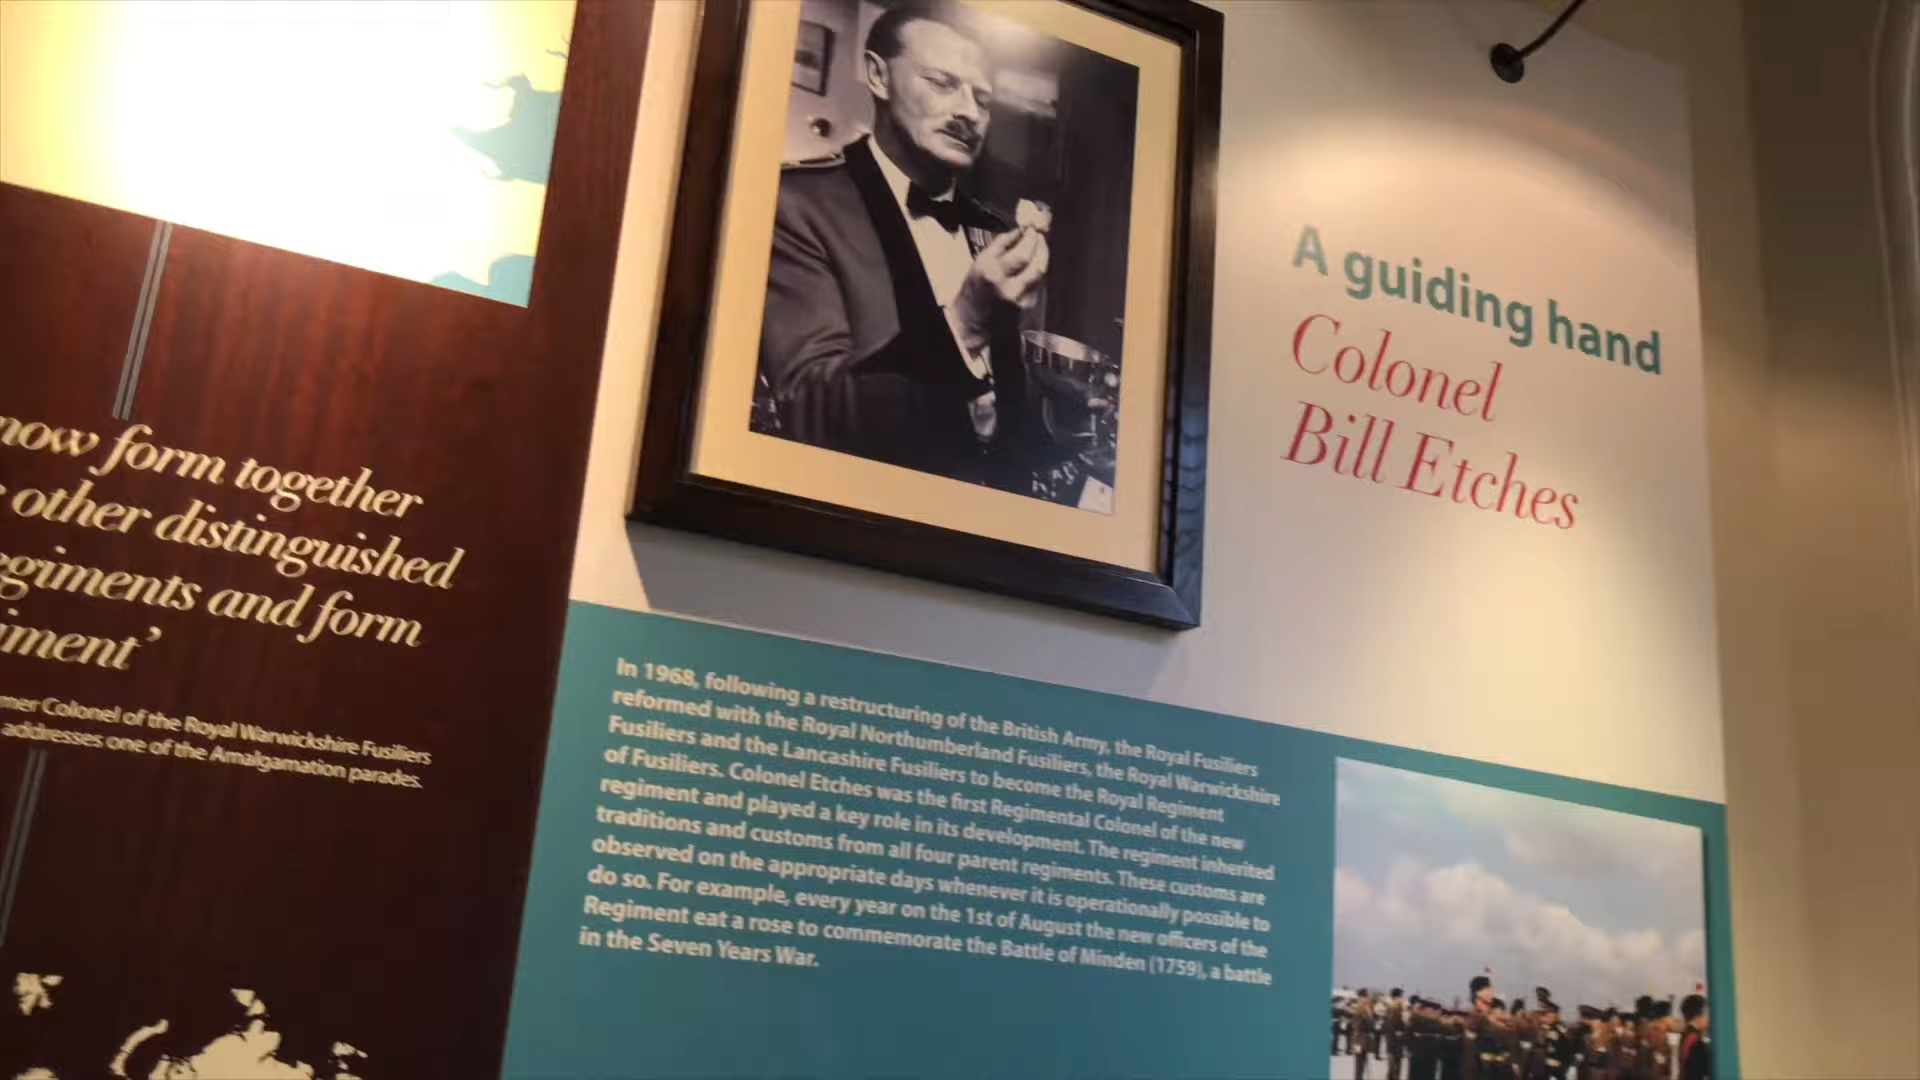 now form together
other distinguished
and form
Colonel of the Royal Warwickshire Fusiliers
addresses one of the Amalgamation parades.
A guiding hand
Colonel
Bill Etches
In 1968, following a restructuring of the British Army, the Royal Fusiliers
reformed with the Royal Northumberland Fusiliers, the Royal Warwickshire
Fusiliers and the Lancashire Fusiliers to become the Royal Regiment
of Fusiliers. Colonel Etches was the first Regimental Colonel of the new
regiment and played a key role in its development. The regiment inherited
traditions and customs from all four parent regiments. These customs are
observed on the appropriate days whenever it is operationally possible to
do so. For example, every year on the 1st of August the new officers of the
Regiment eat a rose to commemorate the Battle of Minden (1759), a battle
in the Seven Years War.